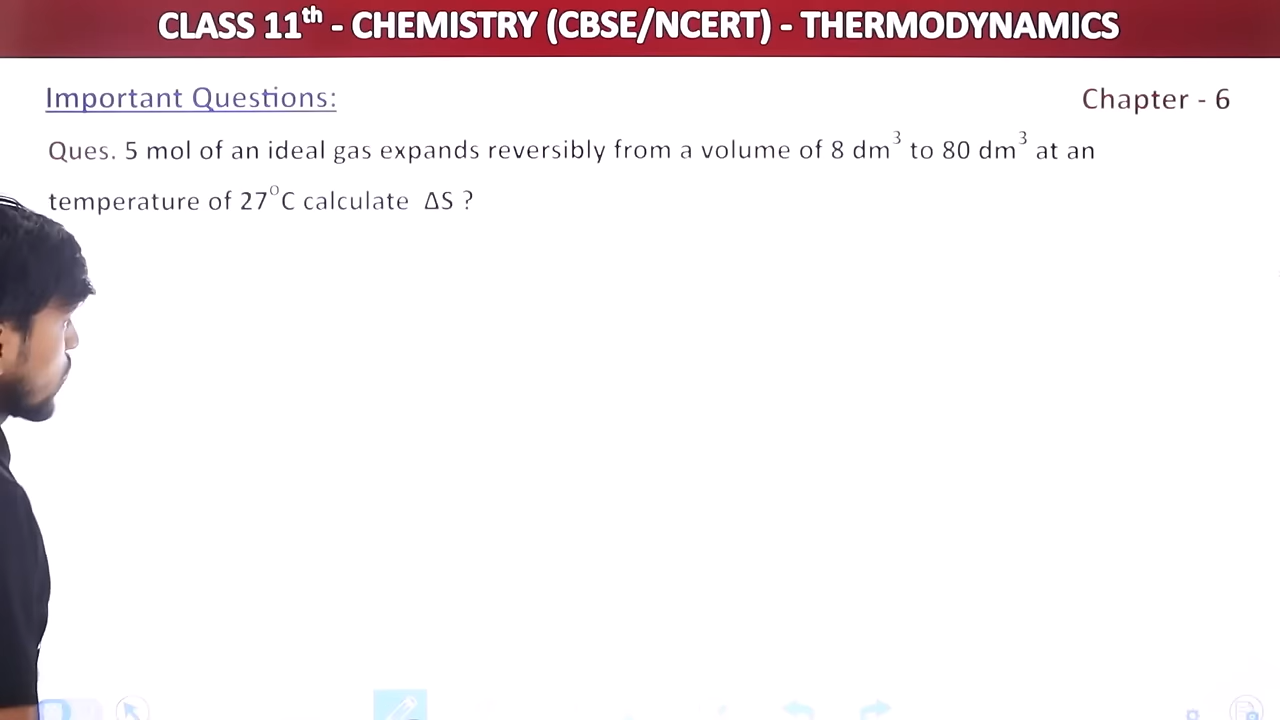 CLASS 11th - CHEMISTRY (CBSE/NCERT) - THERMODYNAMICS
Important Questions:
Chapter - 6
Ques. 5 mol of an ideal gas expands reversibly from a volume of 8 dm³ to 80 dm³ at an
temperature of 27°C calculate ΔS ?